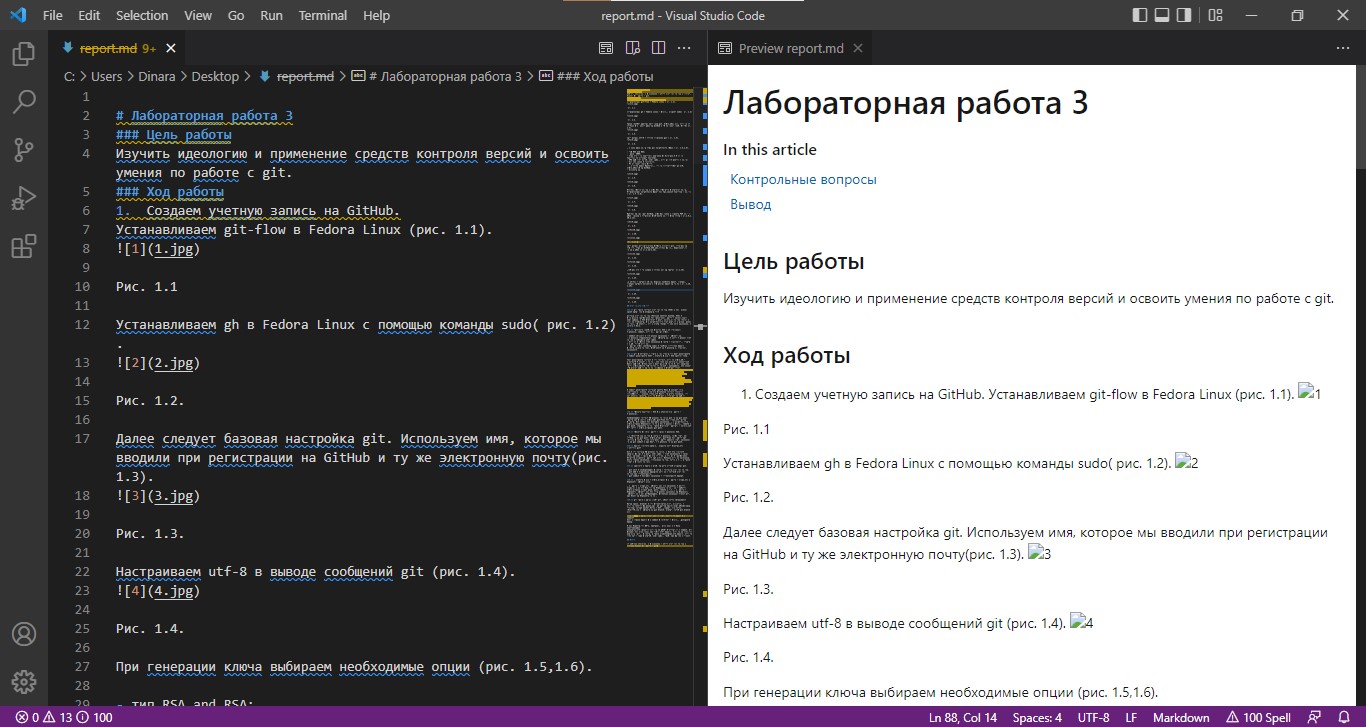 File Edit Selection View Go Run Terminal Help
report.md - Visual Studio Code
report.md 9+
C: > Users > Dinara > Desktop > report.md > # Лабораторная работа 3 > ### Ход работы
1
2 # Лабораторная работа 3
3 ### Цель работы
4 Изучить идеологию и применение средств контроля версий и освоить
умения по работе с git.
5 ### Ход работы
6 1. Создаем учетную запись на GitHub.
7 Устанавливаем git-flow в Fedora Linux (рис. 1.1).
8 ![1](1.jpg)
9
10 Рис. 1.1
11
12 Устанавливаем gh в Fedora Linux с помощью команды sudo( рис. 1.2)
.
13 ![2](2.jpg)
14
15 Рис. 1.2.
16
17 Далее следует базовая настройка git. Используем имя, которое мы
вводили при регистрации на GitHub и ту же электронную почту(рис.
1.3).
18 ![3](3.jpg)
19
20 Рис. 1.3.
21
22 Настраиваем utf-8 в выводе сообщений git (рис. 1.4).
23 ![4](4.jpg)
24
25 Рис. 1.4.
26
27 При генерации ключа выбираем необходимые опции (рис. 1.5,1.6).
28
29 - тип RSA and RSA;
Preview report.md
Лабораторная работа 3
In this article
Контрольные вопросы
Вывод
Цель работы
Изучить идеологию и применение средств контроля версий и освоить умения по работе с git.
Ход работы
1. Создаем учетную запись на GitHub. Устанавливаем git-flow в Fedora Linux (рис. 1.1). 1
Рис. 1.1
Устанавливаем gh в Fedora Linux с помощью команды sudo( рис. 1.2). 2
Рис. 1.2.
Далее следует базовая настройка git. Используем имя, которое мы вводили при регистрации
на GitHub и ту же электронную почту(рис. 1.3). 3
Рис. 1.3.
Настраиваем utf-8 в выводе сообщений git (рис. 1.4). 4
Рис. 1.4.
При генерации ключа выбираем необходимые опции (рис. 1.5,1.6).
0 13 100
Ln 88, Col 14 Spaces: 4 UTF-8 LF Markdown 100 Spell